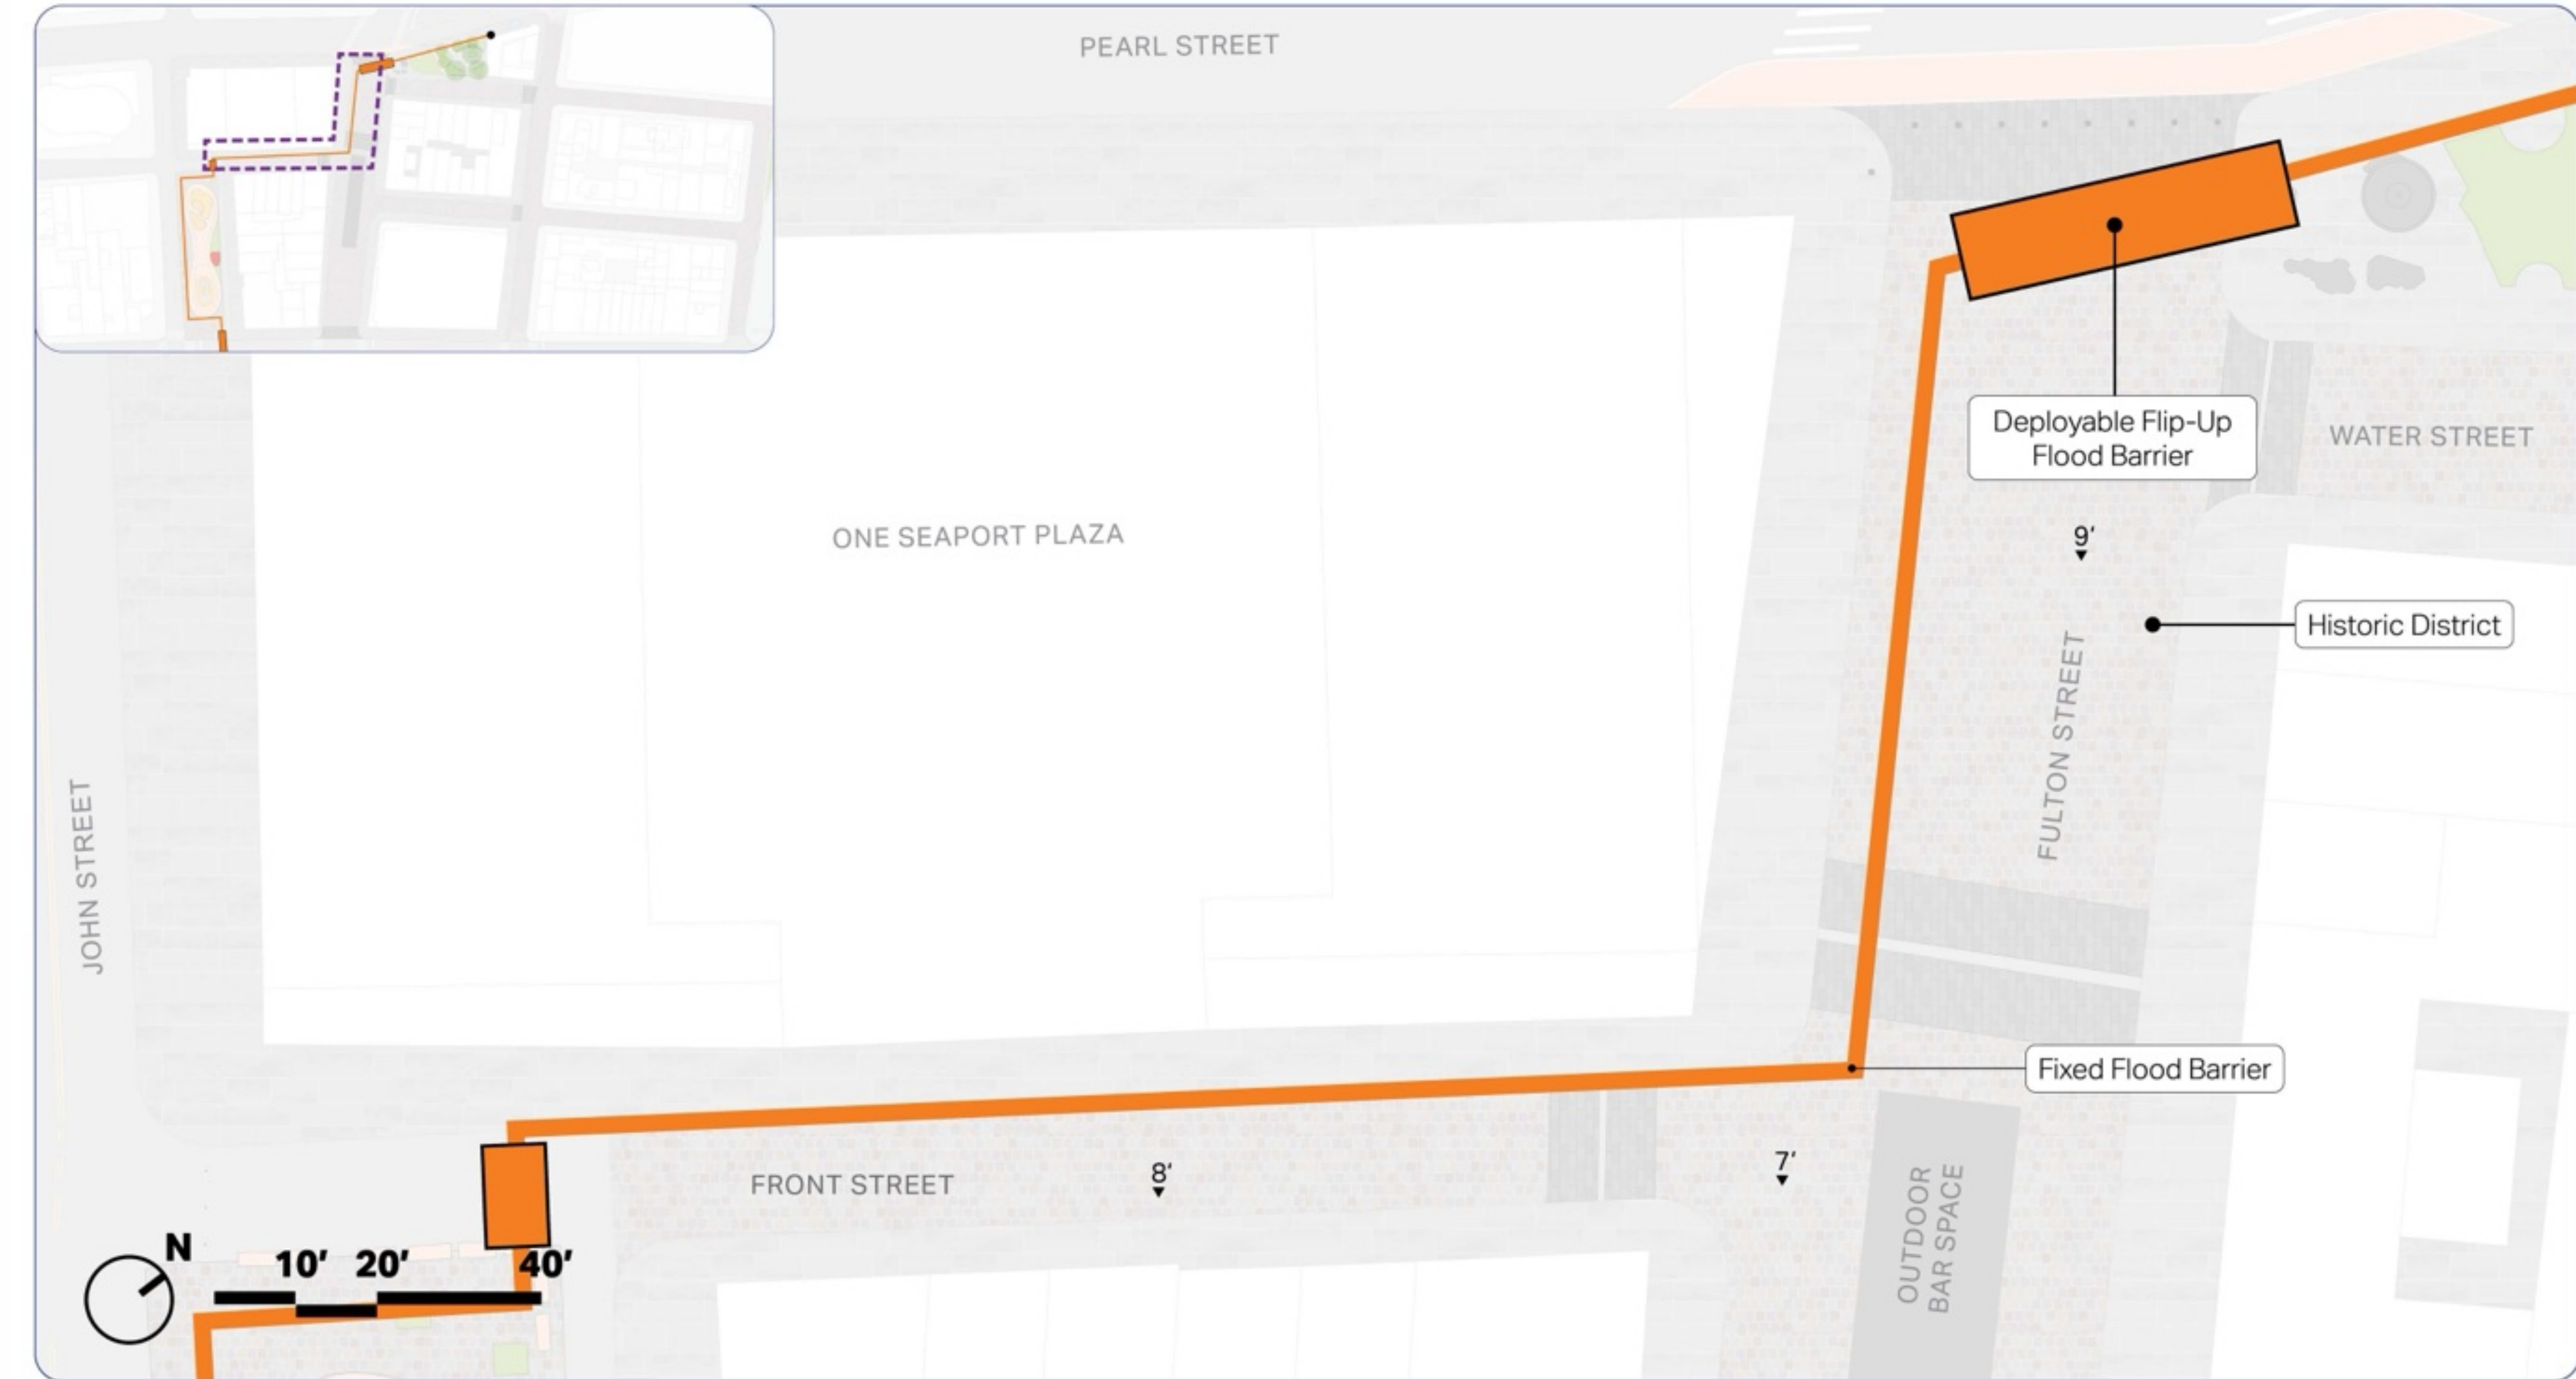 PEARL STREET
Deployable Flip-Up
Flood Barrier
WATER STREET
ONE SEAPORT PLAZA
9'
Historic District
FULTON STREET
JOHN STREET
Fixed Flood Barrier
FRONT STREET
8'
7'
OUTDOOR
BAR SPACE
N
10' 20' 40'